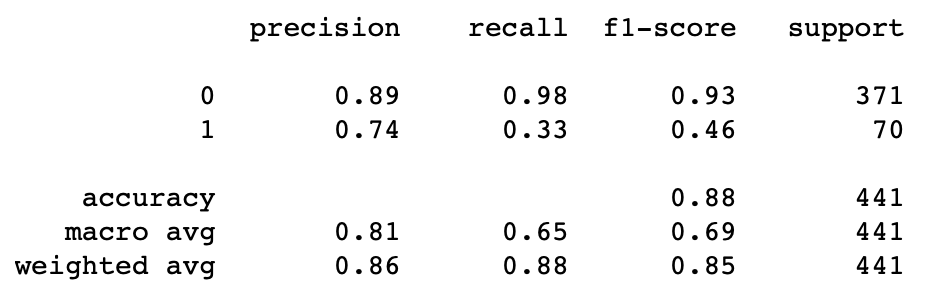 precision recall f1-score support
0 0.89 0.98 0.93 371
1 0.74 0.33 0.46 70
accuracy 0.88 441
macro avg 0.81 0.65 0.69 441
weighted avg 0.86 0.88 0.85 441